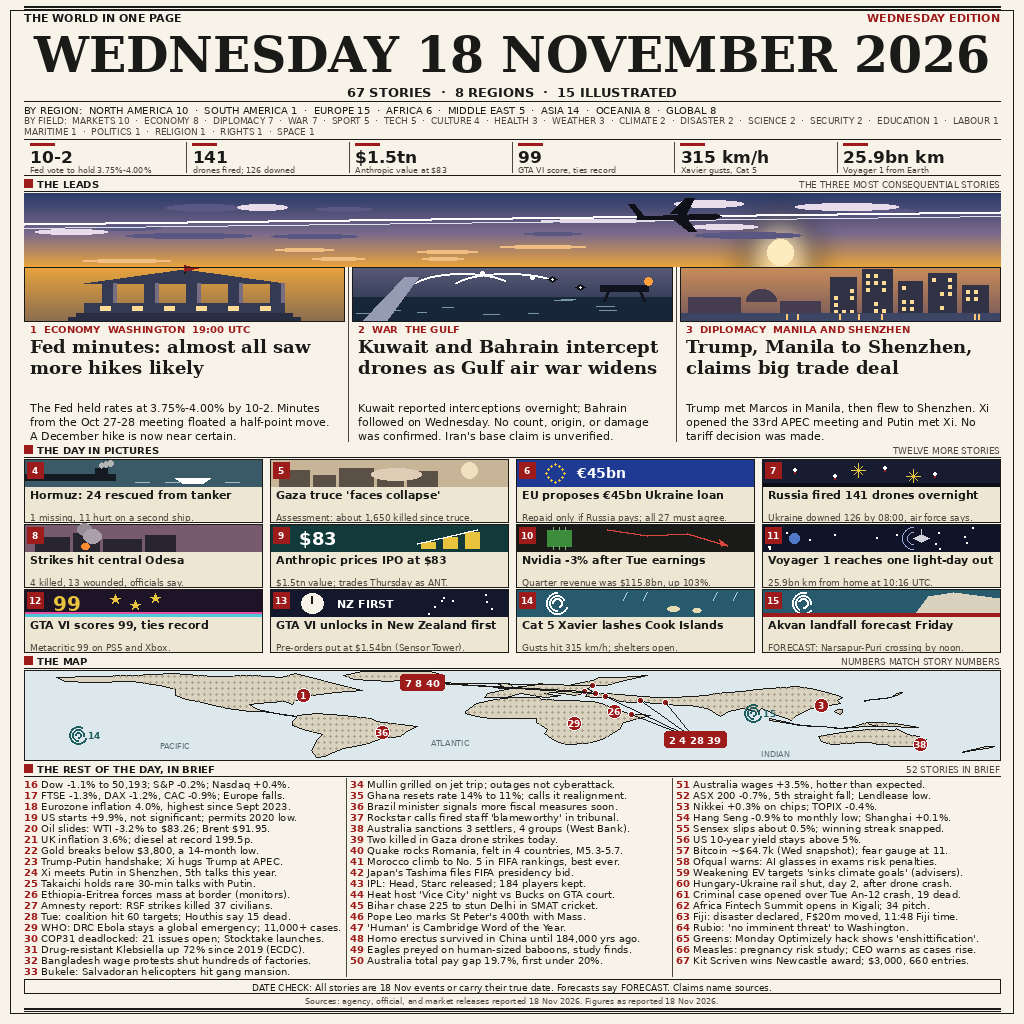 THE WORLD IN ONE PAGE
WEDNESDAY EDITION
WEDNESDAY 18 NOVEMBER 2026
67 STORIES · 8 REGIONS · 15 ILLUSTRATED
BY REGION: NORTH AMERICA 10 · SOUTH AMERICA 1 · EUROPE 15 · AFRICA 6 · MIDDLE EAST 5 · ASIA 14 · OCEANIA 8 · GLOBAL 8
BY FIELD: MARKETS 10 · ECONOMY 8 · DIPLOMACY 7 · WAR 7 · SPORT 5 · TECH 5 · CULTURE 4 · HEALTH 3 · WEATHER 3 · CLIMATE 2 · DISASTER 2 · SCIENCE 2 · SECURITY 2 · EDUCATION 1 · LABOUR 1
MARITIME 1 · POLITICS 1 · RELIGION 1 · RIGHTS 1 · SPACE 1
10-2
Fed vote to hold 3.75%-4.00%
141
drones fired; 126 downed
$1.5tn
Anthropic value at $83
99
GTA VI score, ties record
315 km/h
Xavier gusts, Cat 5
25.9bn km
Voyager 1 from Earth
THE LEADS
THE THREE MOST CONSEQUENTIAL STORIES
1 ECONOMY WASHINGTON 19:00 UTC
Fed minutes: almost all saw
more hikes likely
The Fed held rates at 3.75%-4.00% by 10-2. Minutes
from the Oct 27-28 meeting floated a half-point move.
A December hike is now near certain.
2 WAR THE GULF
Kuwait and Bahrain intercept
drones as Gulf air war widens
Kuwait reported interceptions overnight; Bahrain
followed on Wednesday. No count, origin, or damage
was confirmed. Iran's base claim is unverified.
3 DIPLOMACY MANILA AND SHENZHEN
Trump, Manila to Shenzhen,
claims big trade deal
Trump met Marcos in Manila, then flew to Shenzhen. Xi
opened the 33rd APEC meeting and Putin met Xi. No
tariff decision was made.
THE DAY IN PICTURES
TWELVE MORE STORIES
4
Hormuz: 24 rescued from tanker
1 missing, 11 hurt on a second ship.
5
Gaza truce 'faces collapse'
Assessment: about 1,650 killed since truce.
6
€45bn
EU proposes €45bn Ukraine loan
Repaid only if Russia pays; all 27 must agree.
7
Russia fired 141 drones overnight
Ukraine downed 126 by 08:00, air force says.
8
Strikes hit central Odesa
4 killed, 13 wounded, officials say.
9
$83
Anthropic prices IPO at $83
$1.5tn value; trades Thursday as ANT.
10
Nvidia -3% after Tue earnings
Quarter revenue was $115.8bn, up 103%.
11
Voyager 1 reaches one light-day out
25.9bn km from home at 10:16 UTC.
12
99
GTA VI scores 99, ties record
Metacritic 99 on PS5 and Xbox.
13
NZ FIRST
GTA VI unlocks in New Zealand first
Pre-orders put at $1.54bn (Sensor Tower).
14
Cat 5 Xavier lashes Cook Islands
Gusts hit 315 km/h; shelters open.
15
Akvan landfall forecast Friday
FORECAST: Narsapur-Puri crossing by noon.
THE MAP
NUMBERS MATCH STORY NUMBERS
7 8 40
1
3
26
15
29
36
14
2 4 28 39
38
PACIFIC
ATLANTIC
INDIAN
THE REST OF THE DAY, IN BRIEF
52 STORIES IN BRIEF
16 Dow -1.1% to 50,193; S&P -0.2%; Nasdaq +0.4%.
17 FTSE -1.3%, DAX -1.2%, CAC -0.9%; Europe falls.
18 Eurozone inflation 4.0%, highest since Sept 2023.
19 US starts +9.9%, not significant; permits 2020 low.
20 Oil slides: WTI -3.2% to $83.26; Brent $91.95.
21 UK inflation 3.6%; diesel at record 199.5p.
22 Gold breaks below $3,800, a 14-month low.
23 Trump-Putin handshake; Xi hugs Trump at APEC.
24 Xi meets Putin in Shenzhen, 5th talks this year.
25 Takaichi holds rare 30-min talks with Putin.
26 Ethiopia-Eritrea forces mass at border (monitors).
27 Amnesty report: RSF strikes killed 37 civilians.
28 Tue: coalition hit 60 targets; Houthis say 15 dead.
29 WHO: DRC Ebola stays a global emergency; 11,000+ cases.
30 COP31 deadlocked: 21 issues open; Stocktake launches.
31 Drug-resistant Klebsiella up 72% since 2019 (ECDC).
32 Bangladesh wage protests shut hundreds of factories.
33 Bukele: Salvadoran helicopters hit gang mansion.
34 Mullin grilled on jet trip; outages not cyberattack.
35 Ghana resets rate 14% to 11%; calls it realignment.
36 Brazil minister signals more fiscal measures soon.
37 Rockstar calls fired staff 'blameworthy' in tribunal.
38 Australia sanctions 3 settlers, 4 groups (West Bank).
39 Two killed in Gaza drone strikes today.
40 Quake rocks Romania, felt in 4 countries, M5.3-5.7.
41 Morocco climb to No. 5 in FIFA rankings, best ever.
42 Japan's Tashima files FIFA presidency bid.
43 IPL: Head, Starc released; 184 players kept.
44 Heat host 'Vice City' night vs Bucks on GTA court.
45 Bihar chase 225 to stun Delhi in SMAT cricket.
46 Pope Leo marks St Peter's 400th with Mass.
47 'Human' is Cambridge Word of the Year.
48 Homo erectus survived in China until 184,000 yrs ago.
49 Eagles preyed on human-sized baboons, study finds.
50 Australia total pay gap 19.7%, first under 20%.
51 Australia wages +3.5%, hotter than expected.
52 ASX 200 -0.7%, 5th straight fall; Lendlease low.
53 Nikkei +0.3% on chips; TOPIX -0.4%.
54 Hang Seng -0.9% to monthly low; Shanghai +0.1%.
55 Sensex slips about 0.5%; winning streak snapped.
56 US 10-year yield stays above 5%.
57 Bitcoin ~$64.7k (Wed snapshot); fear gauge at 11.
58 Ofqual warns: AI glasses in exams risk penalties.
59 Weakening EV targets 'sinks climate goals' (advisers).
60 Hungary-Ukraine rail shut, day 2, after drone crash.
61 Criminal case opened over Tue An-12 crash, 19 dead.
62 Africa Fintech Summit opens in Kigali; 34 pitch.
63 Fiji: disaster declared, F$20m moved, 11:48 Fiji time.
64 Rubio: 'no imminent threat' to Washington.
65 Greens: Monday Optimizely hack shows 'enshittification'.
66 Measles: pregnancy risk study; CEO warns as cases rise.
67 Kit Scriven wins Newcastle award; $3,000, 660 entries.
DATE CHECK: All stories are 18 Nov events or carry their true date. Forecasts say FORECAST. Claims name sources.
Sources: agency, official, and market releases reported 18 Nov 2026. Figures as reported 18 Nov 2026.